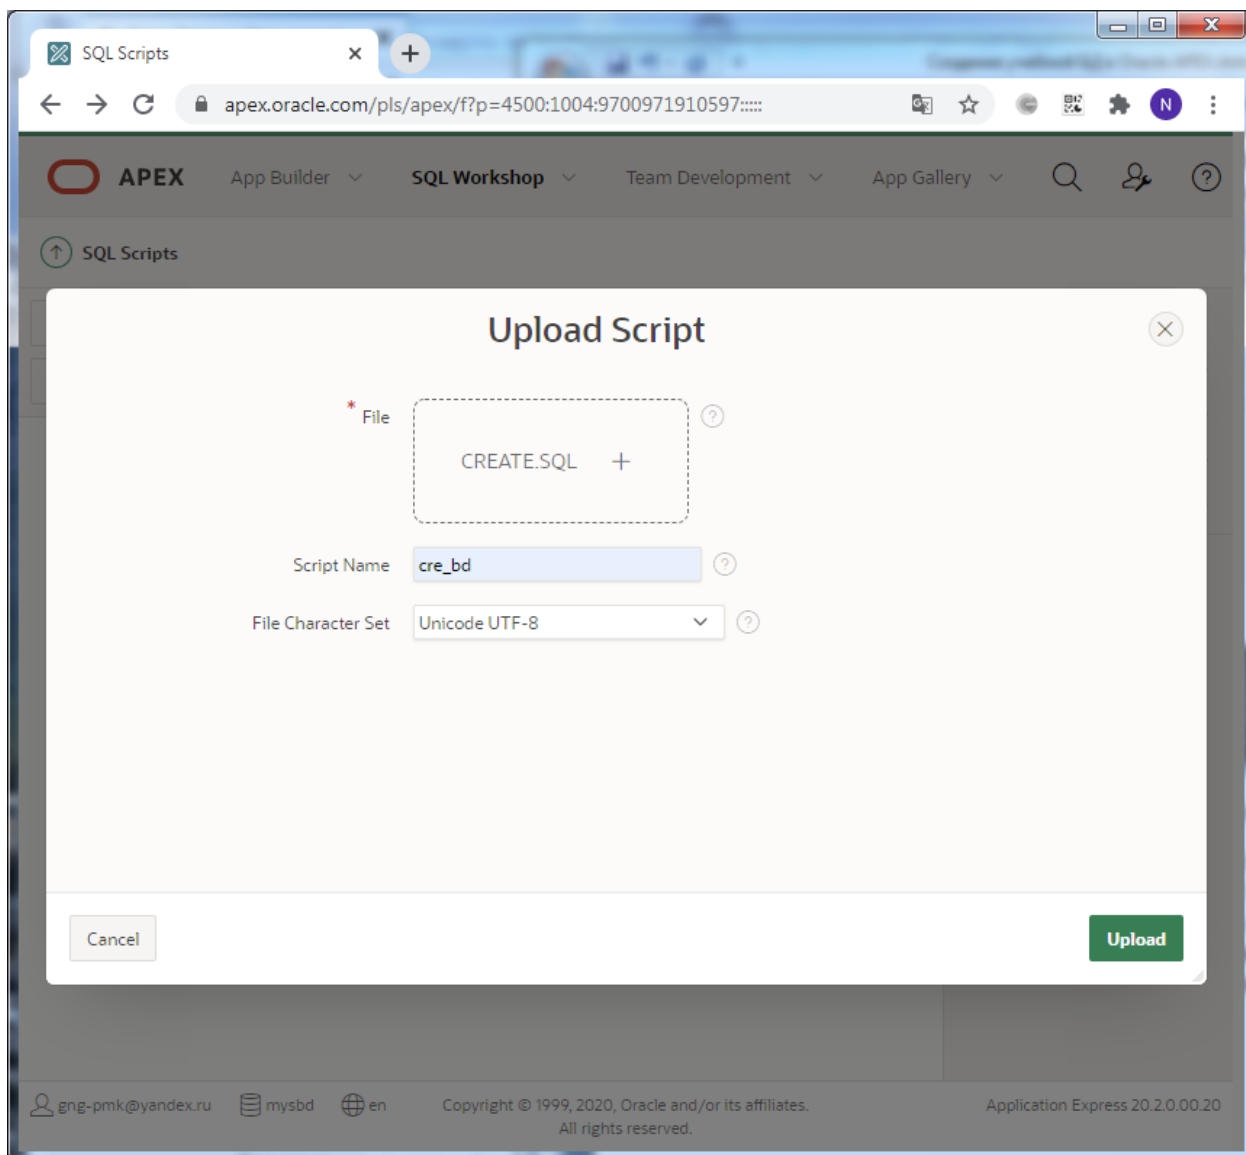 SQL Scripts
apex.oracle.com/pls/apex/f?p=4500:1004:9700971910597:::::
N
APEX App Builder SQL Workshop Team Development App Gallery
SQL Scripts
Upload Script
* File
CREATE.SQL +
Script Name cre_bd
File Character Set Unicode UTF-8
Cancel Upload
gng-pmk@yandex.ru mysbd en Copyright © 1999, 2020, Oracle and/or its affiliates. Application Express 20.2.0.00.20
All rights reserved.